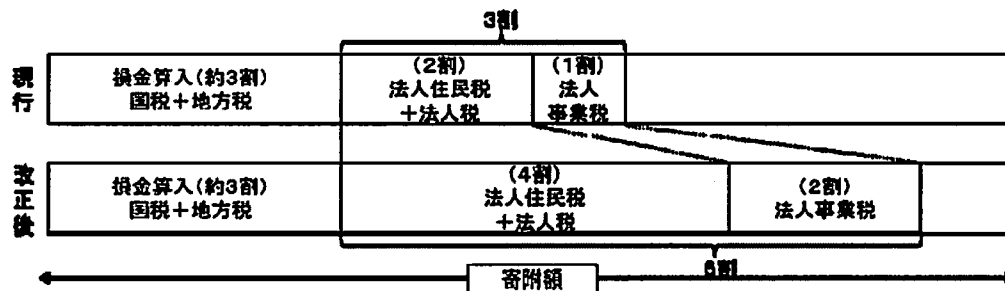 3割
現行
損金算入(約3割)
国税+地方税
(2割)
法人住民税
+法人税
(1割)
法人
事業税
改正後
損金算入(約3割)
国税+地方税
(4割)
法人住民税
+法人税
(2割)
法人事業税
6割
寄附額